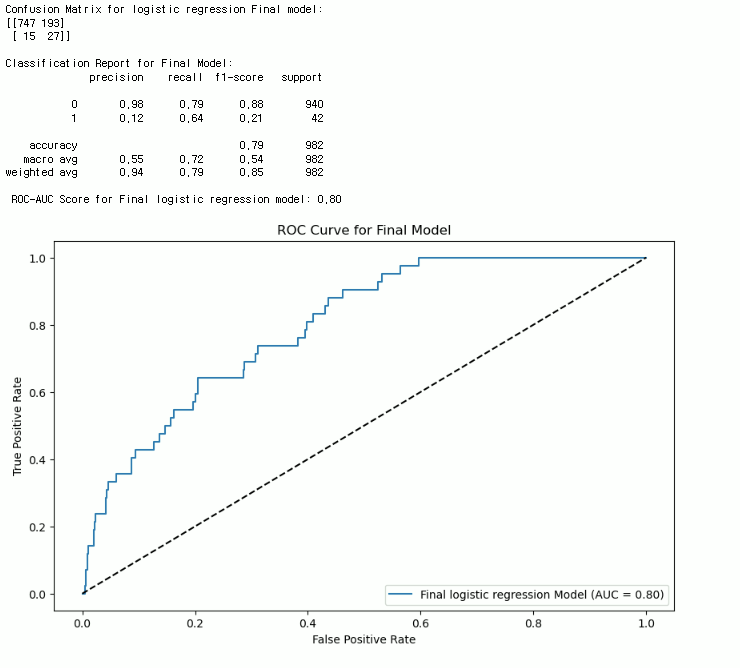 Confusion Matrix for logistic regression Final model:
[[747 193]
[ 15 27]]
Classification Report for Final Model:
precision recall f1-score support
0 0.98 0.79 0.88 940
1 0.12 0.64 0.21 42
accuracy 0.79 982
macro avg 0.55 0.72 0.54 982
weighted avg 0.94 0.79 0.85 982
ROC-AUC Score for Final logistic regression model: 0.80
ROC Curve for Final Model
1.0
0.8
0.6
0.4
0.2
0.0
True Positive Rate
Final logistic regression Model (AUC = 0.80)
0.0 0.2 0.4 0.6 0.8 1.0
False Positive Rate